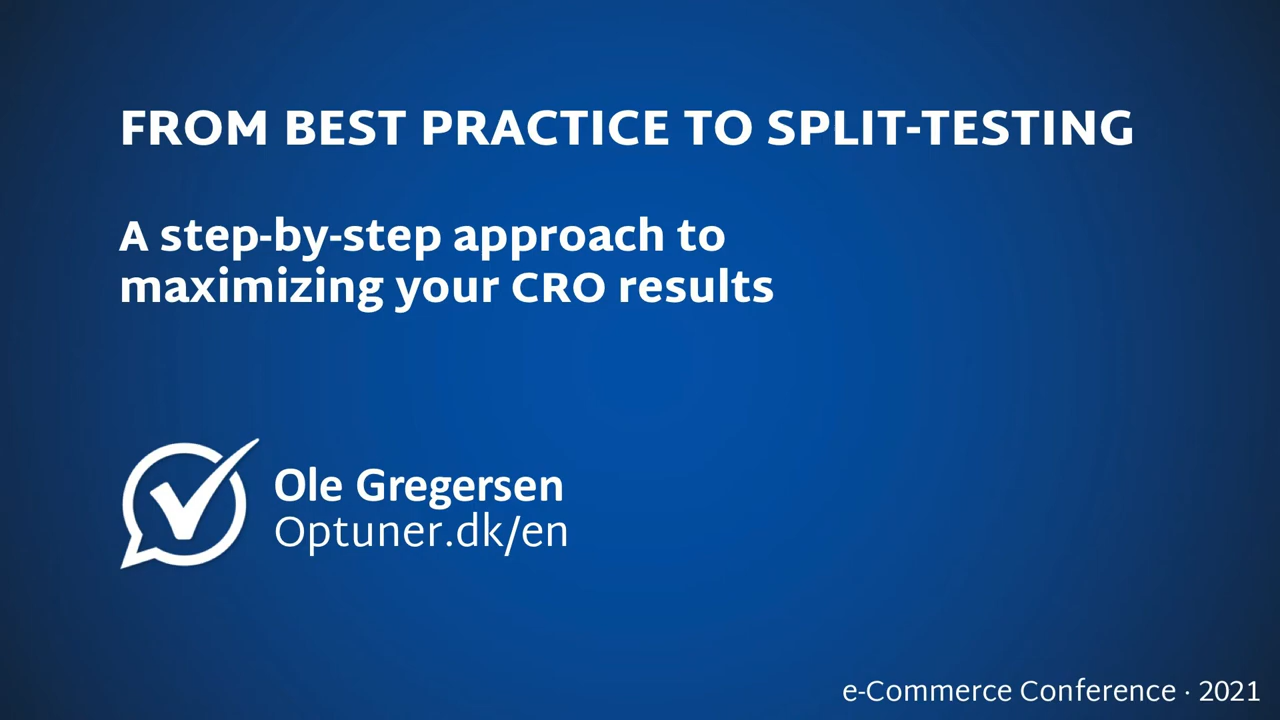 FROM BEST PRACTICE TO SPLIT-TESTING
A step-by-step approach to
maximizing your CRO results
Ole Gregersen
Optuner.dk/en
e-Commerce Conference · 2021